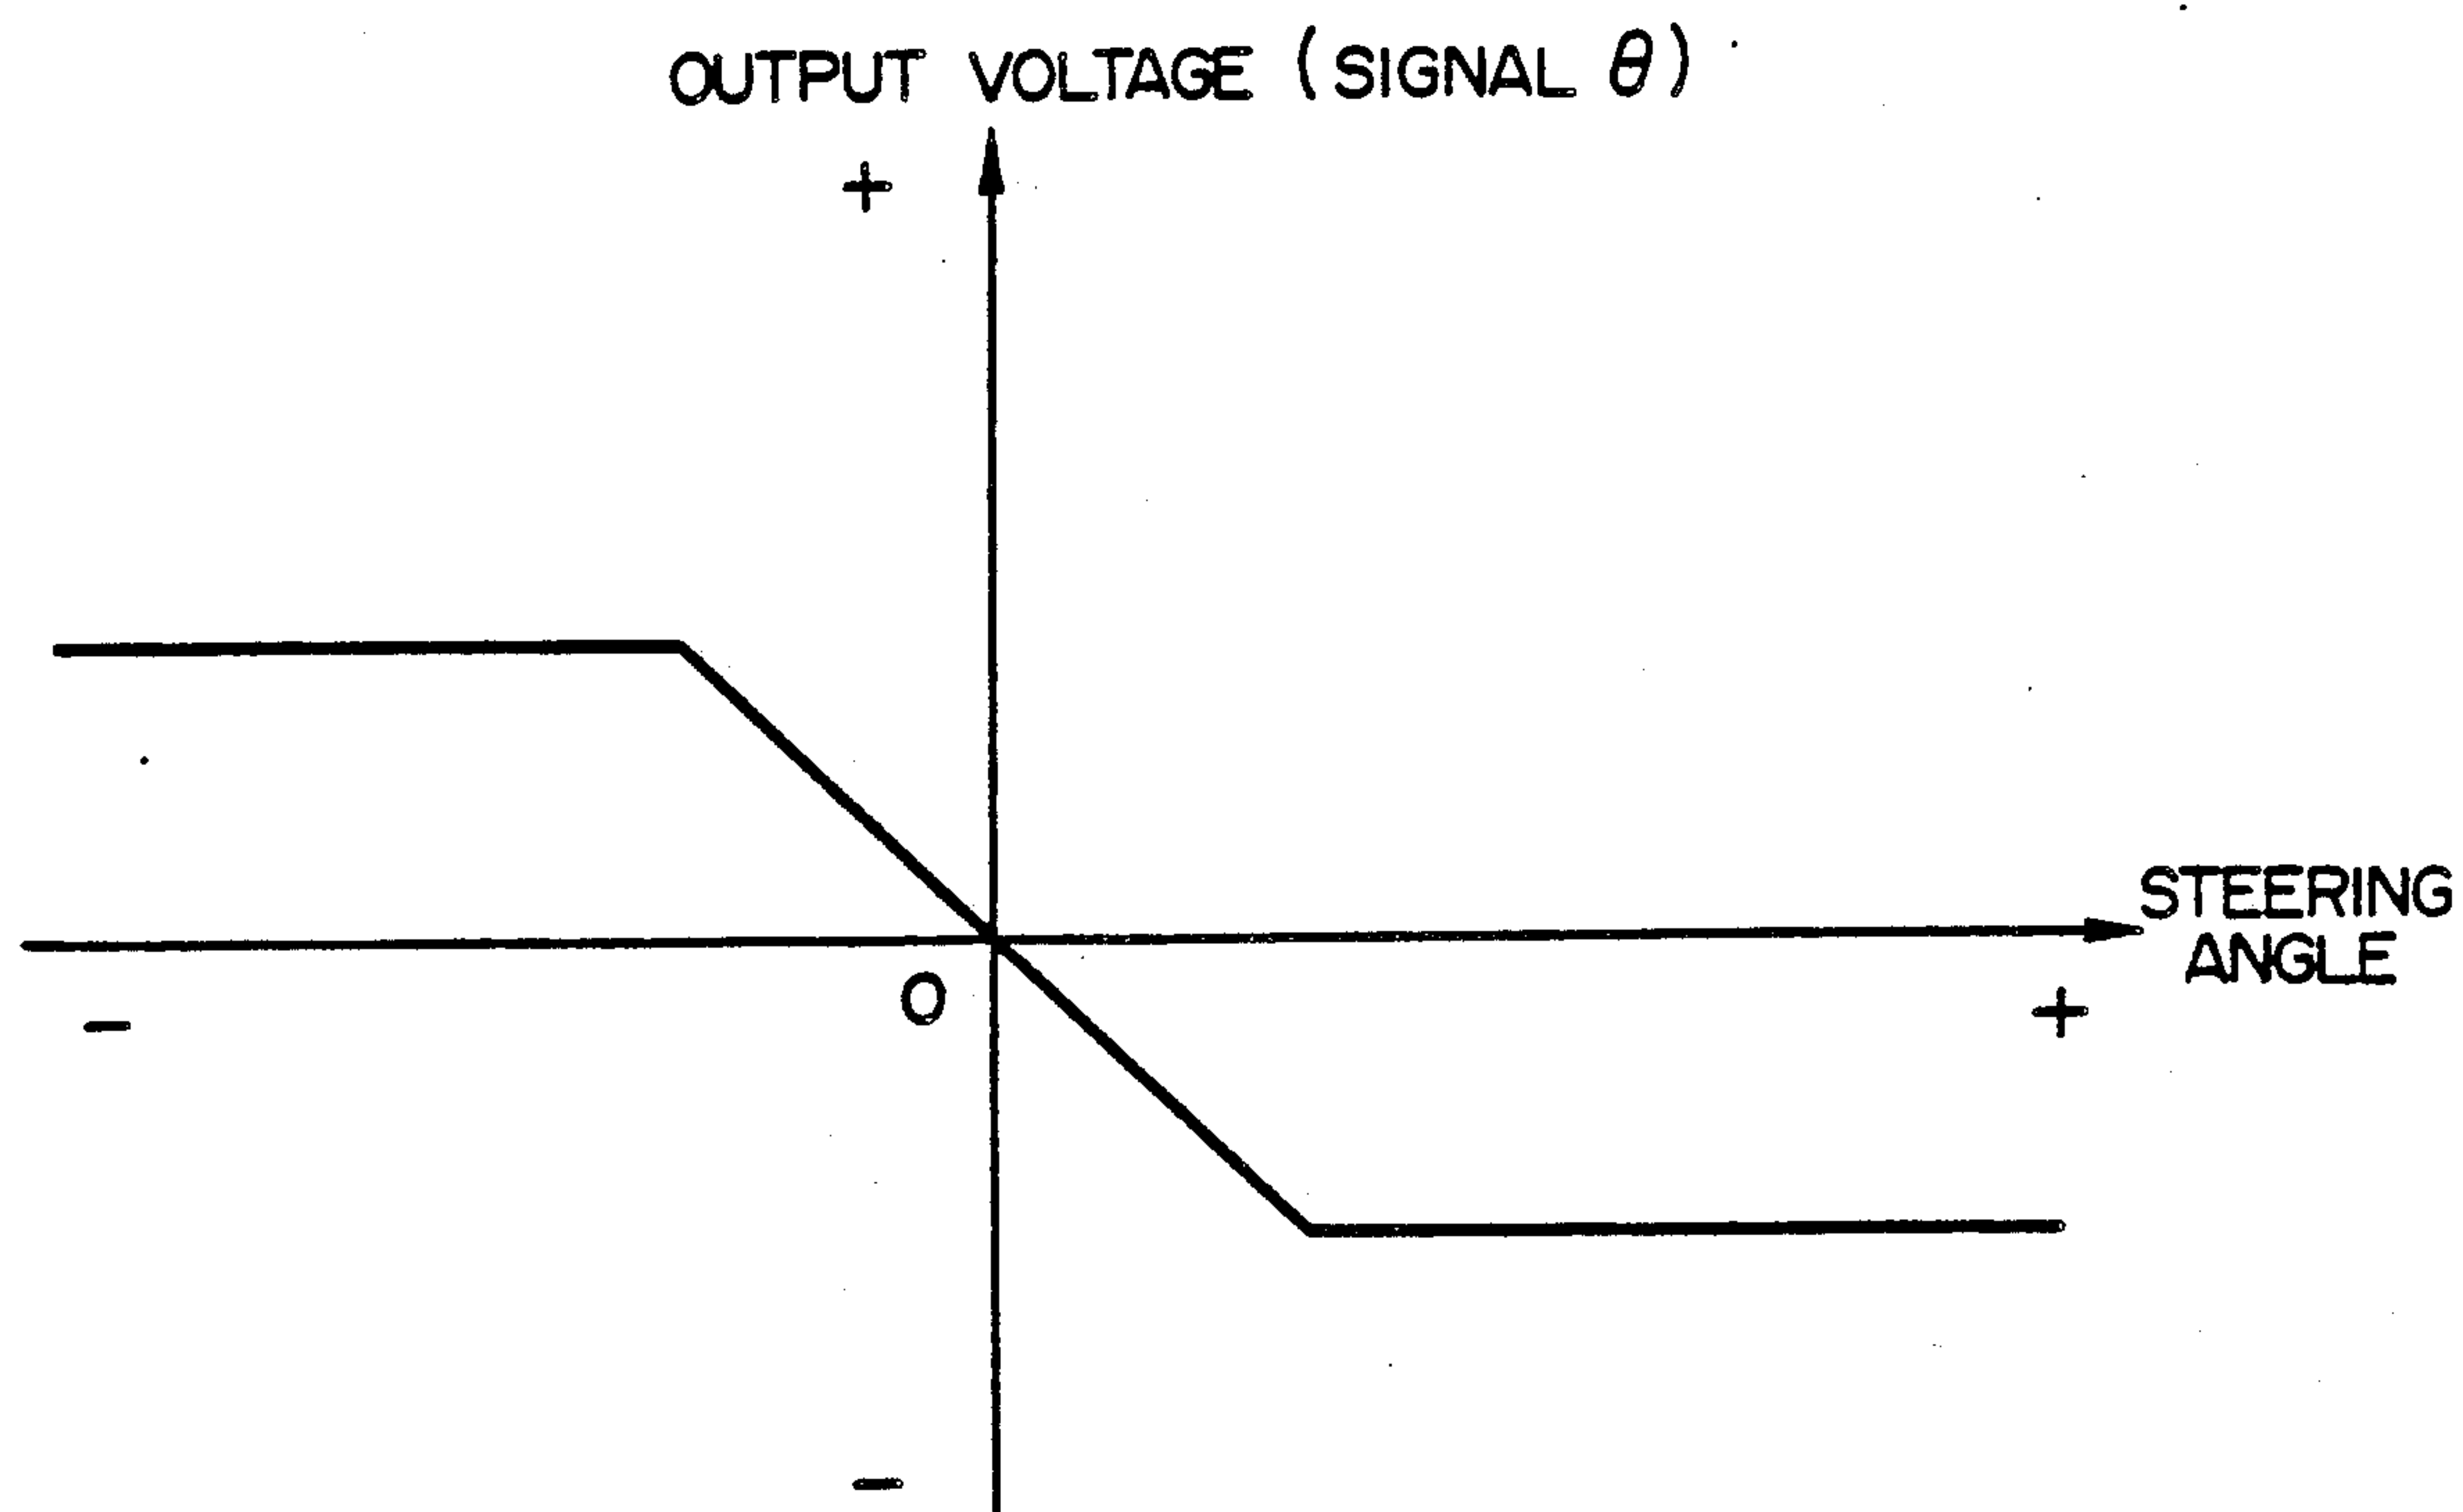 OUTPUT VOLTAGE (SIGNAL θ)
+
STEERING
ANGLE
O
+
−
−